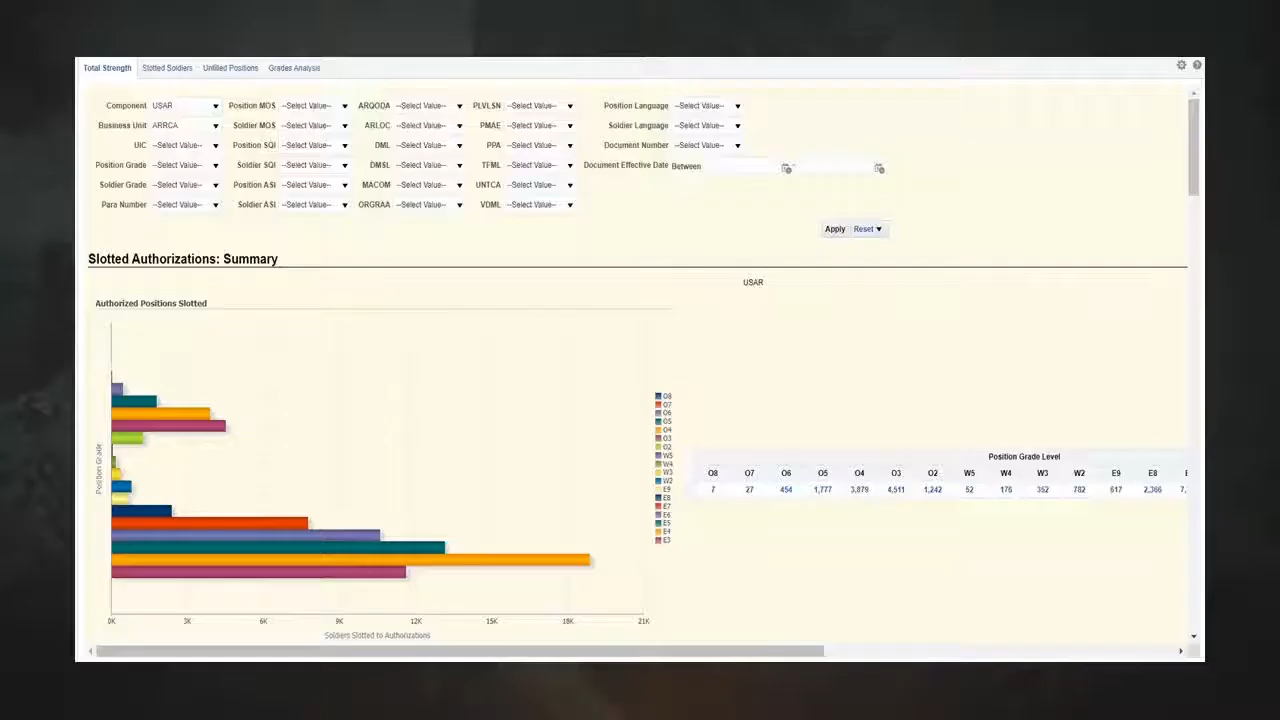 Total Strength Slotted Soldiers Unfilled Positions Grades Analysis
Component USAR Position MOS --Select Value-- ARQODA --Select Value-- PLVLSN --Select Value-- Position Language --Select Value--
Business Unit ARRCA Soldier MOS --Select Value-- ARLOC --Select Value-- PMAE --Select Value-- Soldier Language --Select Value--
UIC --Select Value-- Position SQI --Select Value-- DML --Select Value-- PPA --Select Value-- Document Number --Select Value--
Position Grade --Select Value-- Soldier SQI --Select Value-- DMSL --Select Value-- TFML --Select Value-- Document Effective Date Between -
Soldier Grade --Select Value-- Position ASI --Select Value-- MACOM --Select Value-- UNTCA --Select Value--
Para Number --Select Value-- Soldier ASI --Select Value-- ORGRAA --Select Value-- VDML --Select Value--
Apply Reset
Slotted Authorizations: Summary
USAR
Authorized Positions Slotted
Position Grade
O8
O7
O6
O5
O4
O3
O2
W5
W4
W3
W2
E9
E8
E7
E6
E5
E4
E3
0K 3K 6K 9K 12K 15K 18K 21K
Soldiers Slotted to Authorizations
Position Grade Level
O8 O7 O6 O5 O4 O3 O2 W5 W4 W3 W2 E9 E8
7 27 454 1,777 3,879 4,511 1,242 52 176 352 782 617 2,366 7,